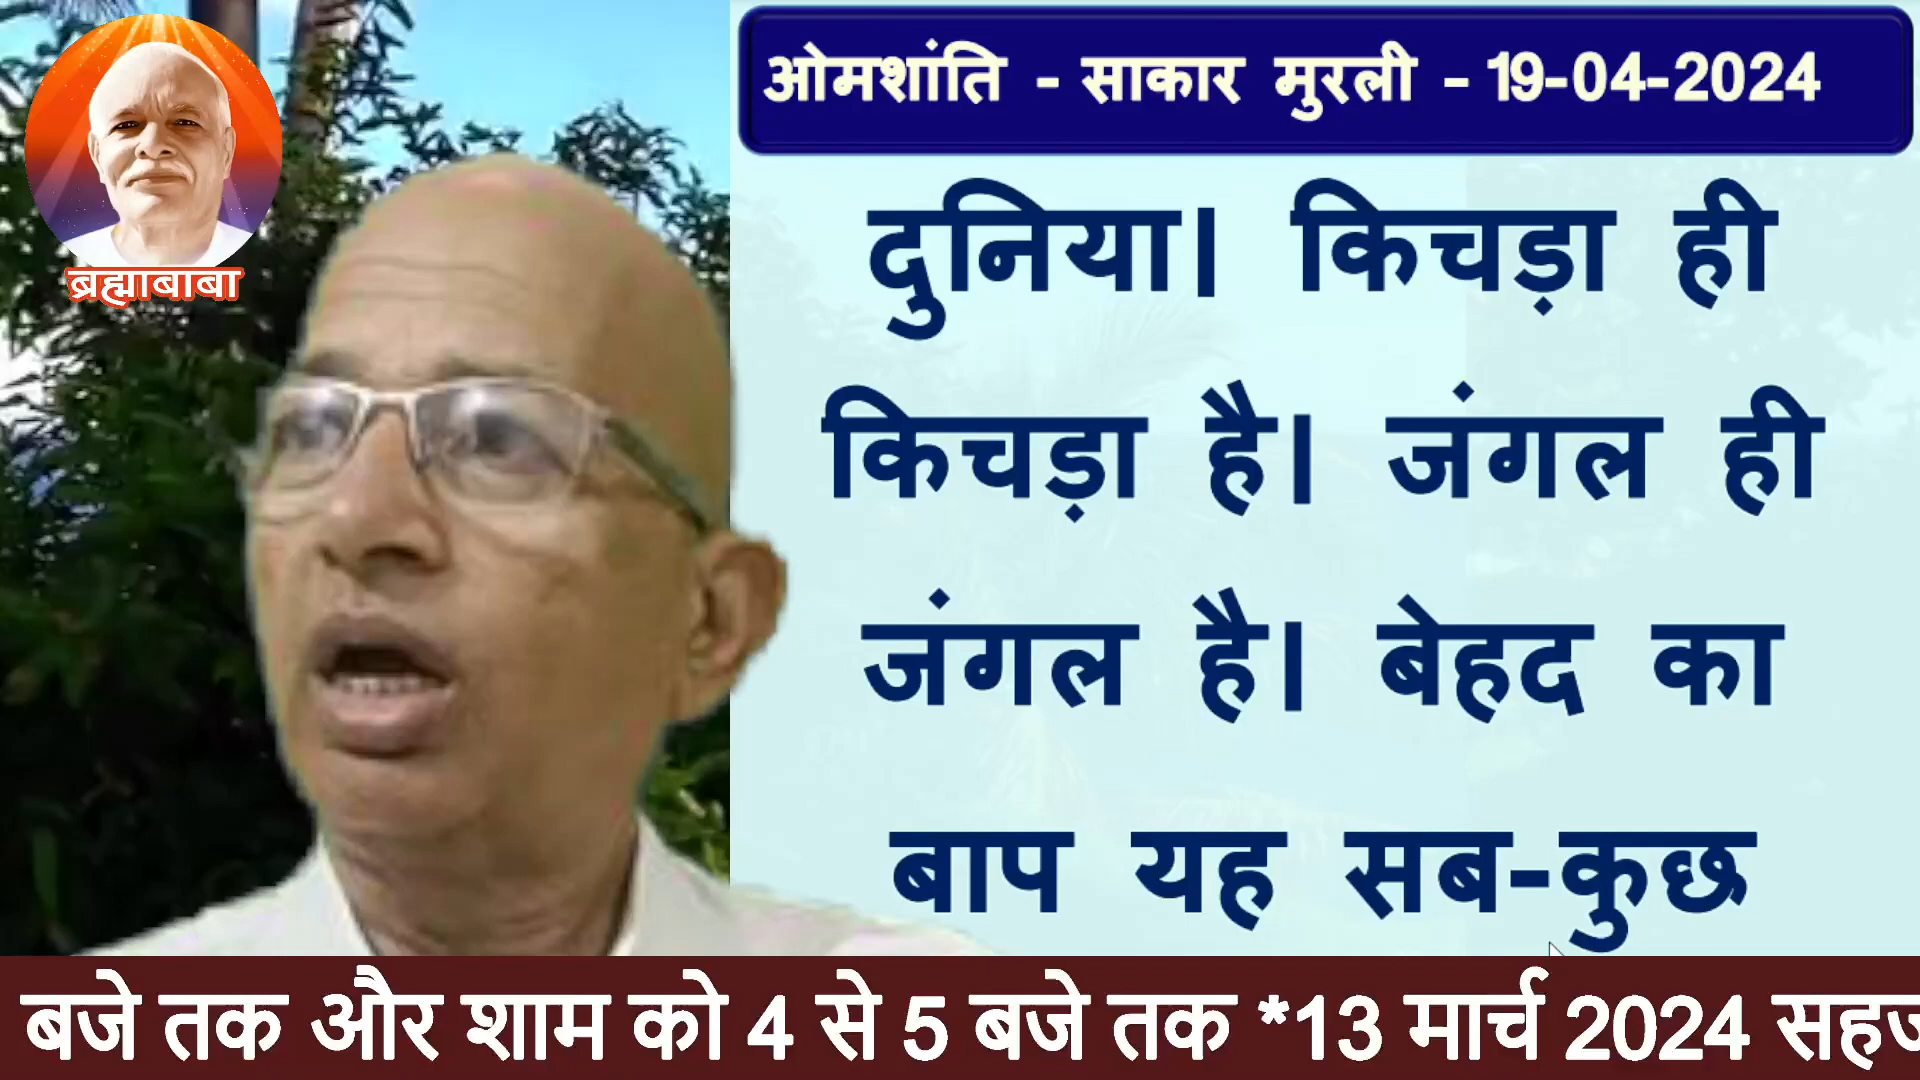 ओमशांति - साकार मुरली - 19-04-2024
ब्रह्माबाबा
दुनिया। किचड़ा ही
किचड़ा है। जंगल ही
जंगल है। बेहद का
बाप यह सब-कुछ
बजे तक और शाम को 4 से 5 बजे तक *13 मार्च 2024